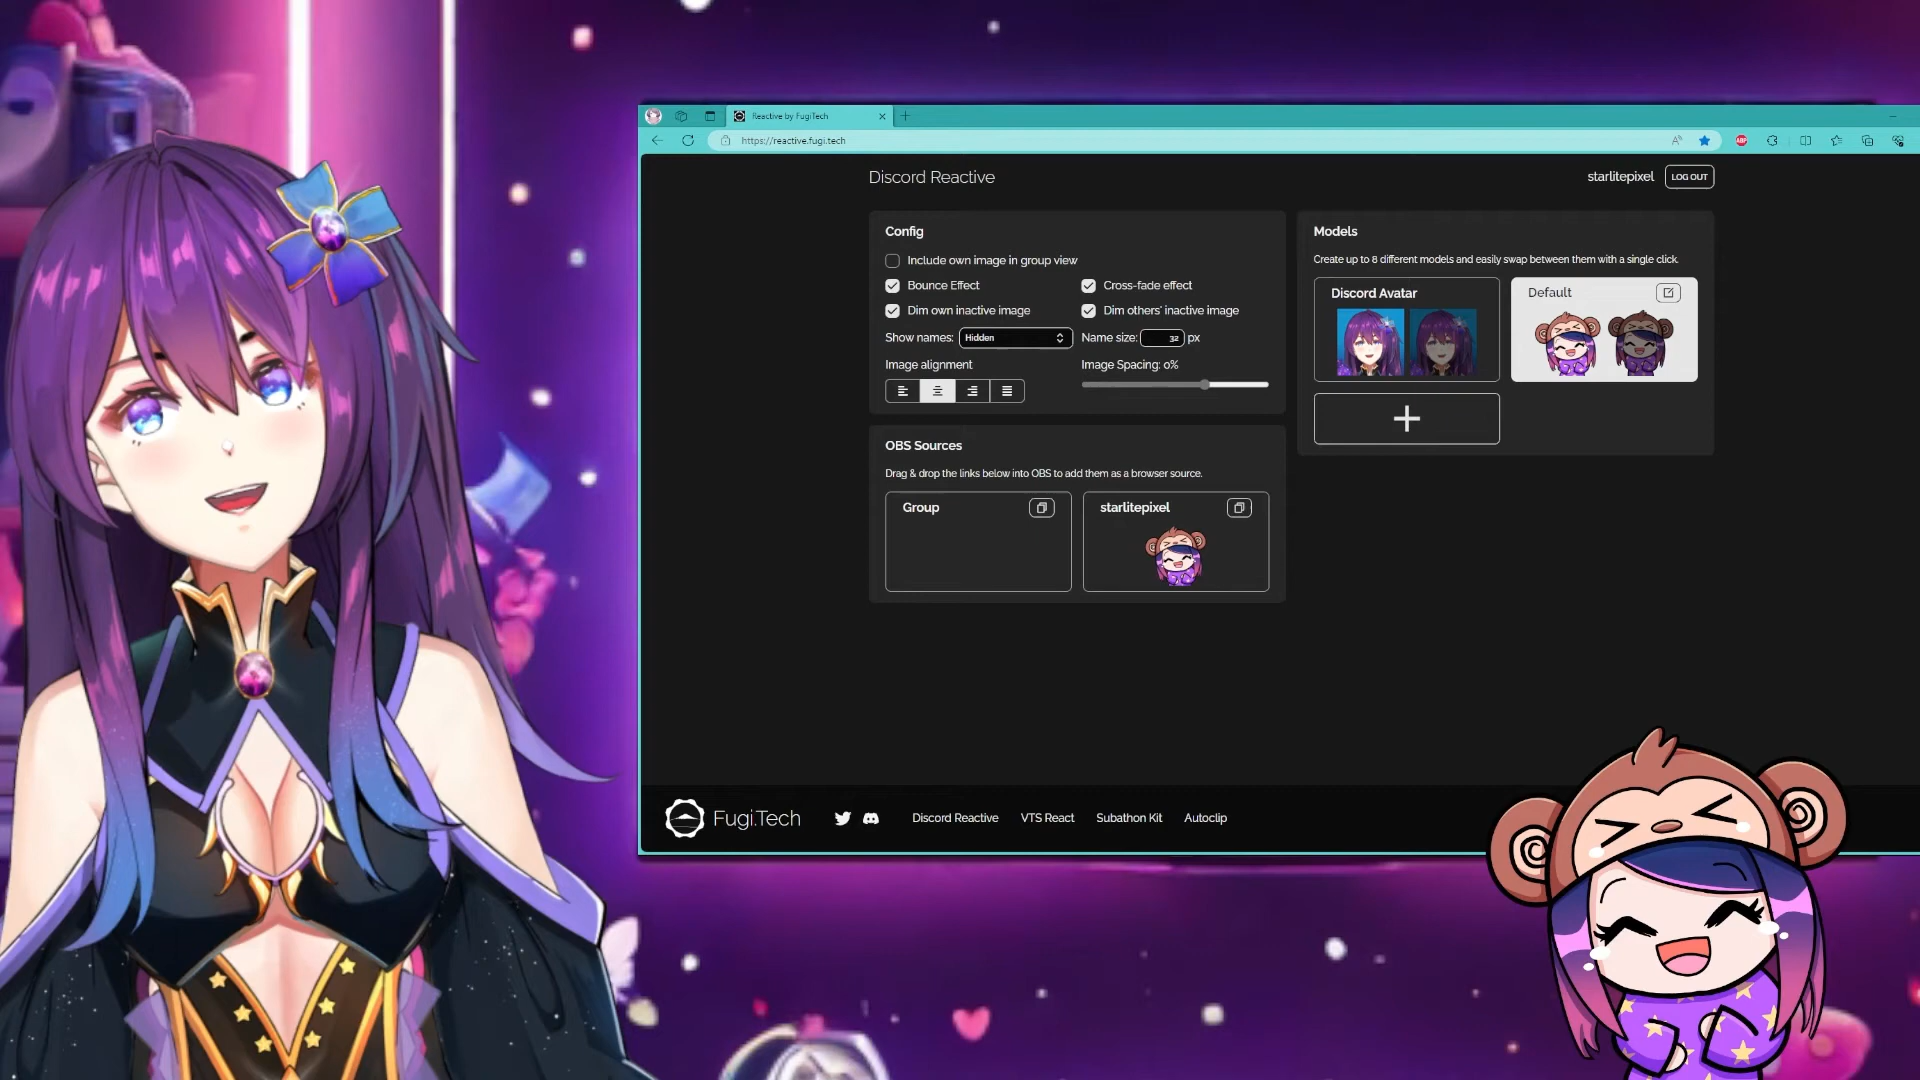 Reactive by FugiTech
https://reactive.fugi.tech
ABP
Discord Reactive
starlitepixel
LOG OUT
Config
Include own image in group view
Bounce Effect
Cross-fade effect
Dim own inactive image
Dim others' inactive image
Show names: Hidden
Name size: 32 px
Image alignment
Image Spacing: 0%
OBS Sources
Drag & drop the links below into OBS to add them as a browser source.
Group
starlitepixel
Models
Create up to 8 different models and easily swap between them with a single click.
Discord Avatar
Default
Fugi.Tech
Discord Reactive
VTS React
Subathon Kit
Autoclip